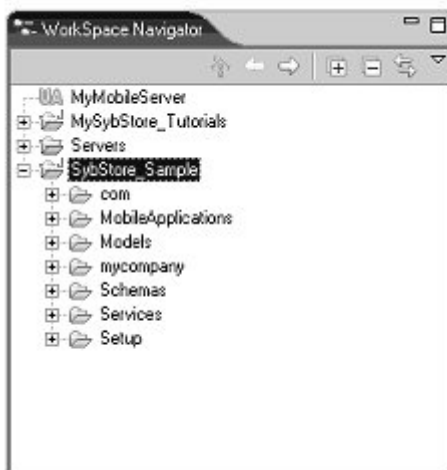 WorkSpace Navigator
MyMobileServer
MySybStore_Tutorials
Servers
SybStore_Sample
com
MobileApplications
Models
mycompany
Schemas
Services
Setup